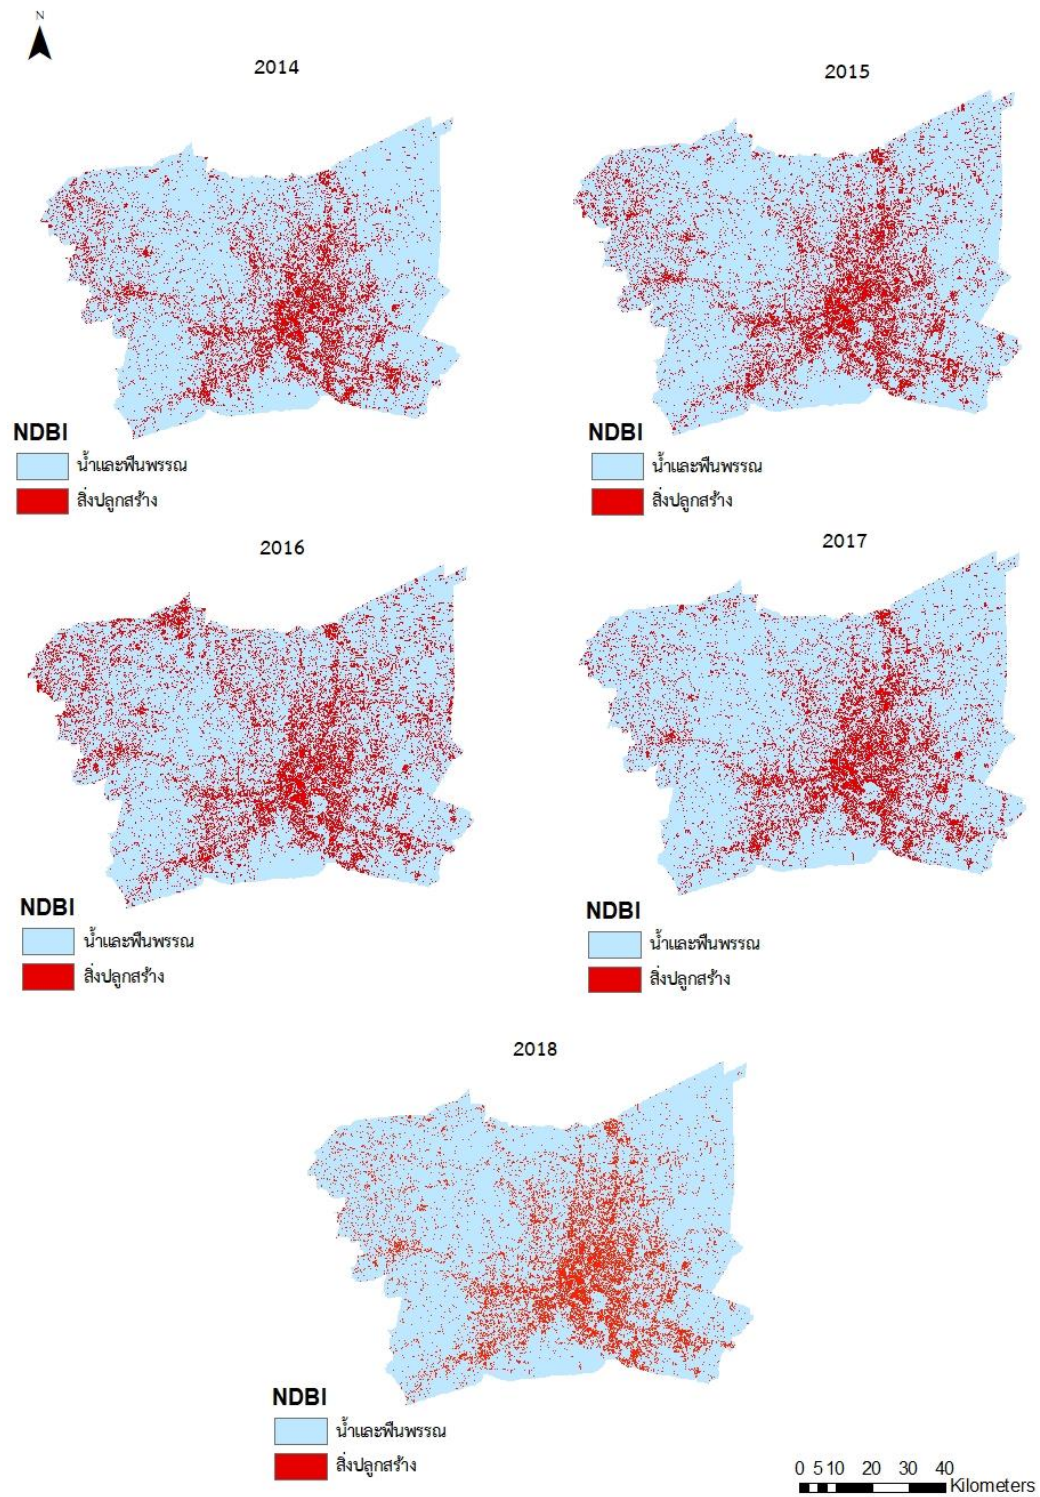 N
2014
2015
NDBI
น้ำและพืนพรรณ
สิ่งปลูกสร้าง
NDBI
น้ำและพืนพรรณ
สิ่งปลูกสร้าง
2016
2017
NDBI
น้ำและพืนพรรณ
สิ่งปลูกสร้าง
NDBI
น้ำและพืนพรรณ
สิ่งปลูกสร้าง
2018
NDBI
น้ำและพืนพรรณ
สิ่งปลูกสร้าง
0 5 10 20 30 40
Kilometers